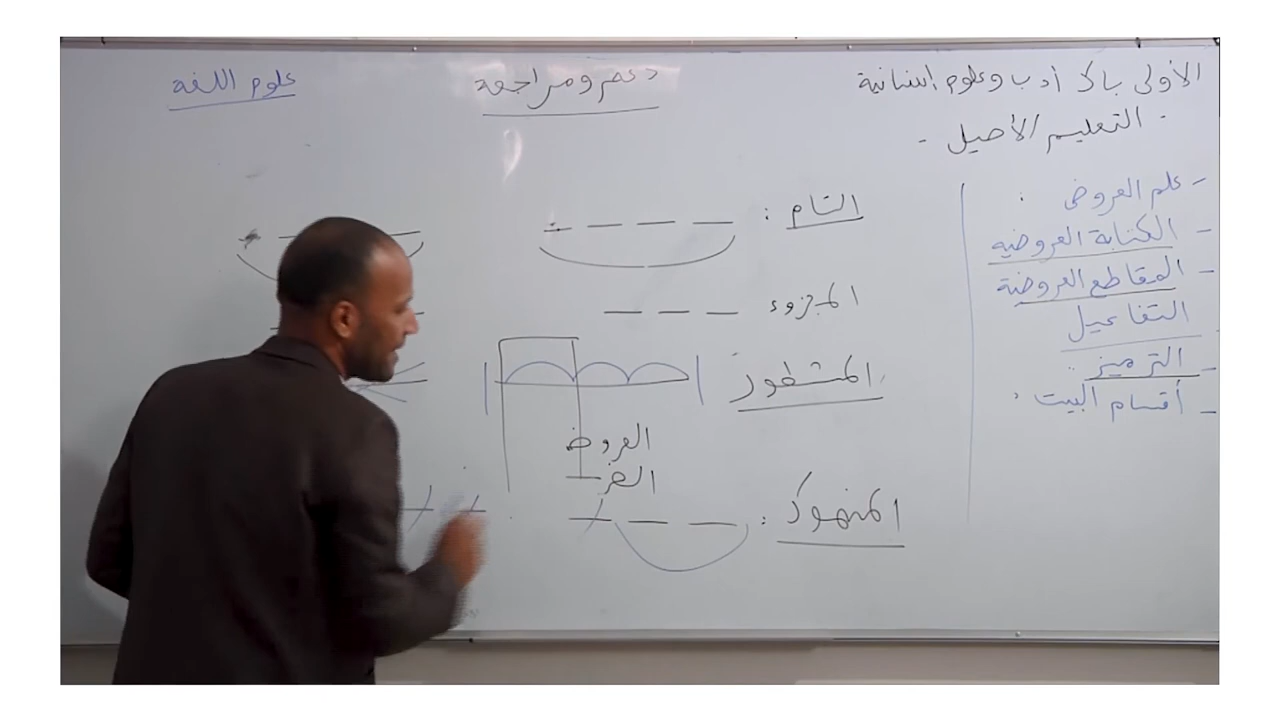 الأولى باك أدب وعلوم إنسانية
- التعليم الأصيل -
دعم ومراجعة
علوم اللغة
- علم العروض :
- الكتابة العروضية
- المقاطع العروضية
- التفاعيل
- الترميز
- أقسام البيت
التام :
المجزوء
المشطور
العروض
الضر
المنهوك :